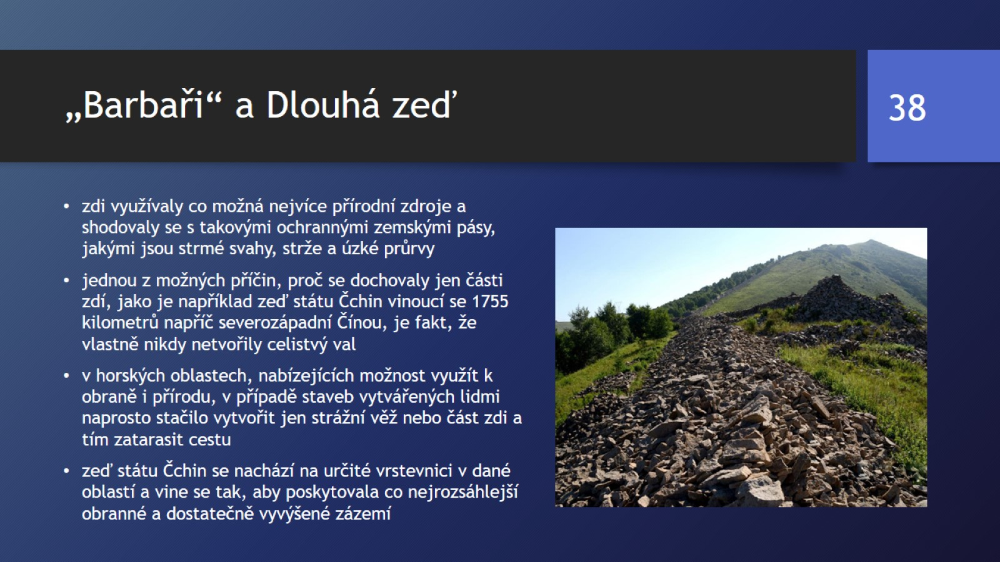 „Barbaři“ a Dlouhá zeď
38
• zdi využívaly co možná nejvíce přírodní zdroje a
shodovaly se s takovými ochrannými zemskými pásy,
jakými jsou strmé svahy, strže a úzké průrvy
• jednou z možných příčin, proč se dochovaly jen části
zdí, jako je například zeď státu Čchin vinoucí se 1755
kilometrů napříč severozápadní Čínou, je fakt, že
vlastně nikdy netvořily celistvý val
• v horských oblastech, nabízejících možnost využít k
obraně i přírodu, v případě staveb vytvářených lidmi
naprosto stačilo vytvořit jen strážní věž nebo část zdi a
tím zatarasit cestu
• zeď státu Čchin se nachází na určité vrstevnici v dané
oblastí a vine se tak, aby poskytovala co nejrozsáhlejší
obranné a dostatečně vyvýšené zázemí